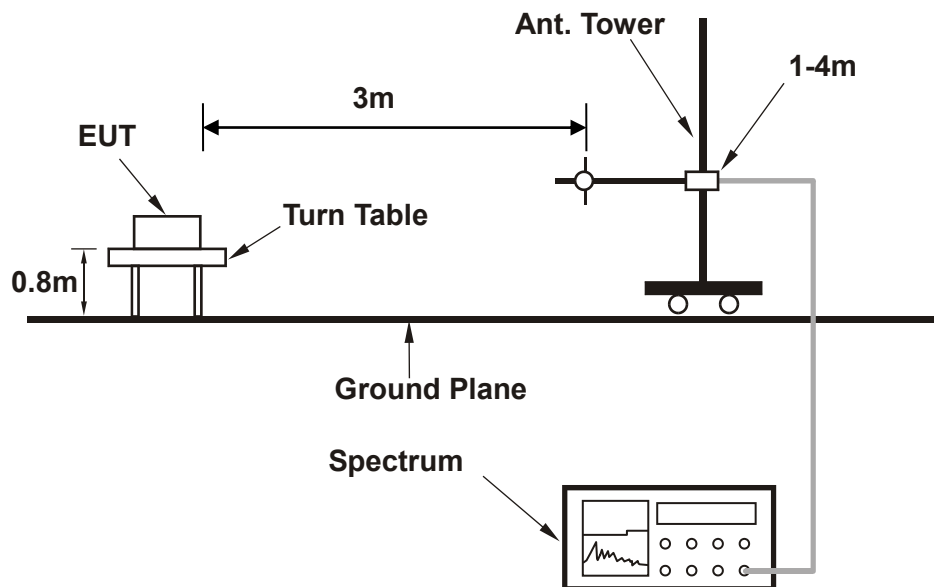 Ant. Tower
1-4m
3m
EUT
Turn Table
0.8m
Ground Plane
Spectrum